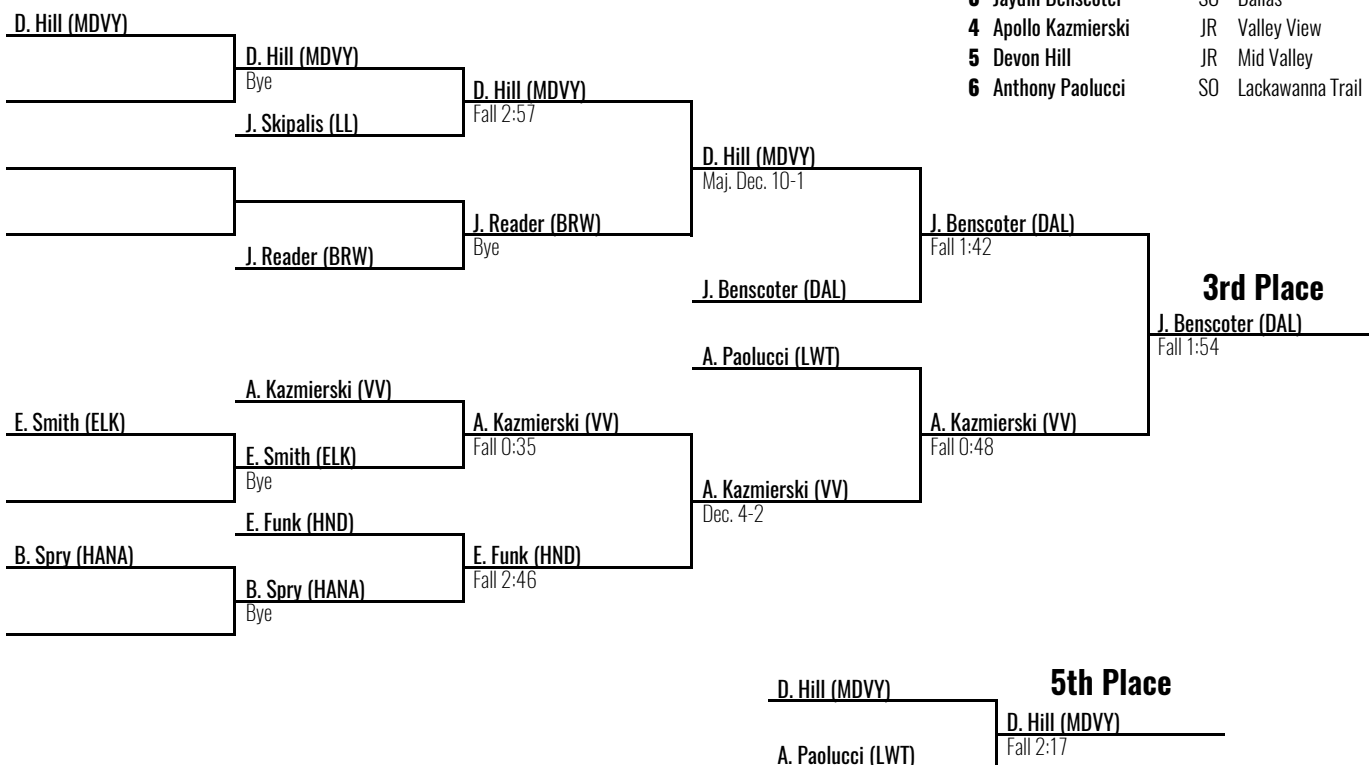 3 Jaydin Benscoter SO Dallas
4 Apollo Kazmierski JR Valley View
5 Devon Hill JR Mid Valley
6 Anthony Paolucci SO Lackawanna Trail
D. Hill (MDVY)
D. Hill (MDVY)
Bye
J. Skipalis (LL)
D. Hill (MDVY)
Fall 2:57
J. Reader (BRW)
J. Reader (BRW)
Bye
D. Hill (MDVY)
Maj. Dec. 10-1
J. Benscoter (DAL)
J. Benscoter (DAL)
Fall 1:42
3rd Place
J. Benscoter (DAL)
Fall 1:54
A. Paolucci (LWT)
A. Kazmierski (VV)
E. Smith (ELK)
E. Smith (ELK)
Bye
A. Kazmierski (VV)
Fall 0:35
A. Kazmierski (VV)
Fall 0:48
A. Kazmierski (VV)
Dec. 4-2
E. Funk (HND)
B. Spry (HANA)
B. Spry (HANA)
Bye
E. Funk (HND)
Fall 2:46
5th Place
D. Hill (MDVY)
D. Hill (MDVY)
Fall 2:17
A. Paolucci (LWT)